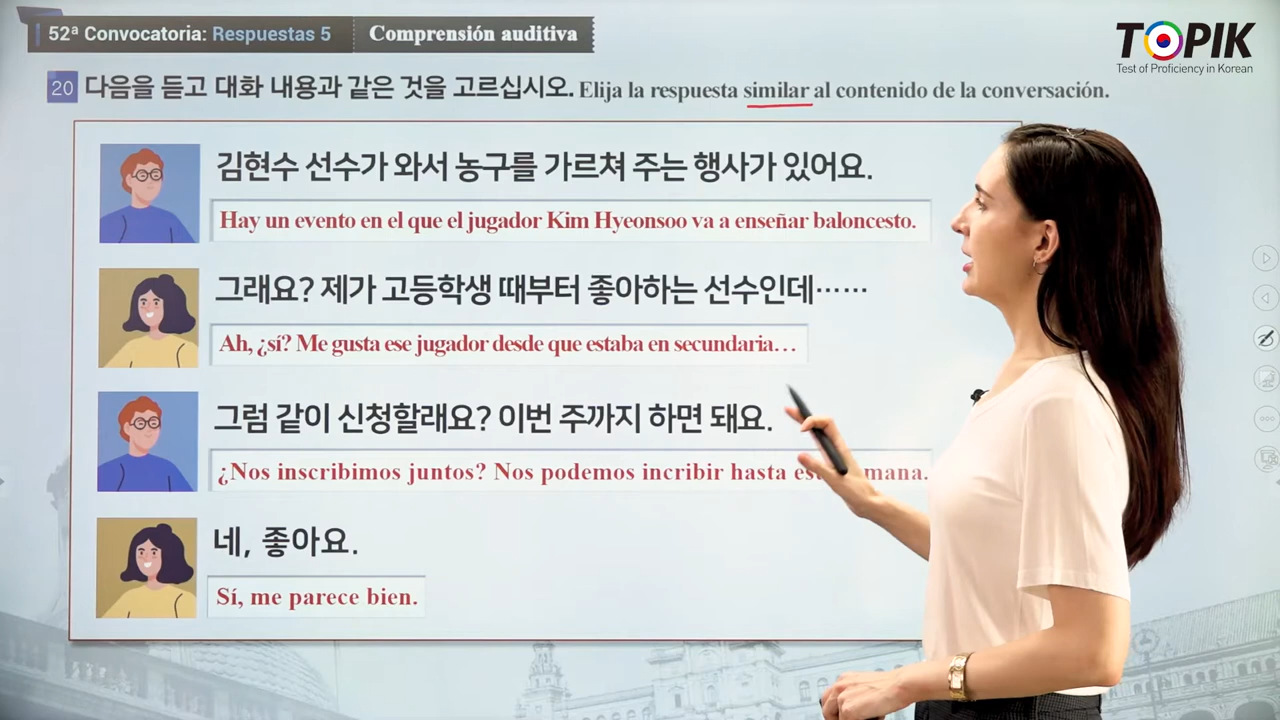 52ª Convocatoria: Respuestas 5 Comprensión auditiva
TOPIK
Test of Proficiency in Korean
20 다음을 듣고 대화 내용과 같은 것을 고르십시오. Elija la respuesta similar al contenido de la conversación.
김현수 선수가 와서 농구를 가르쳐 주는 행사가 있어요.
Hay un evento en el que el jugador Kim Hyeonsoo va a enseñar baloncesto.
그래요? 제가 고등학생 때부터 좋아하는 선수인데……
Ah, ¿sí? Me gusta ese jugador desde que estaba en secundaria…
그럼 같이 신청할래요? 이번 주까지 하면 돼요.
¿Nos inscribimos juntos? Nos podemos incribir hasta
네, 좋아요.
Sí, me parece bien.